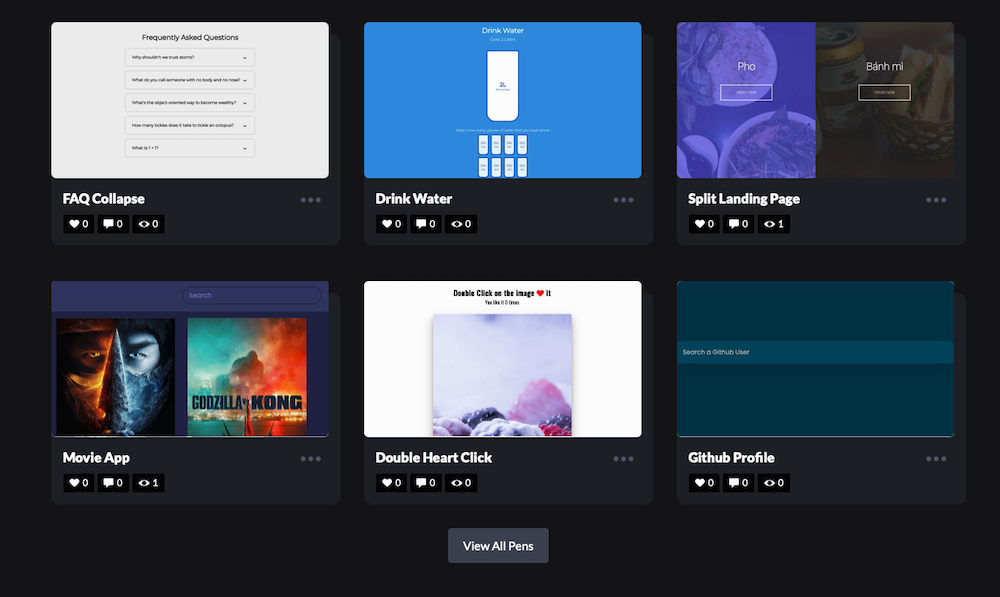 Frequently Asked Questions
Why shouldn't we trust atoms?
What do you call someone with no body and no nose?
What's the object-oriented way to become wealthy?
How many tickles does it take to tickle an octopus?
What is 1 + 1?
FAQ Collapse
0 0 0
Drink Water
Goal: 2 Liters
2L
Select how many glasses of water that you have drank
Drink Water
0 0 0
Pho
ORDER NOW
Bánh mì
ORDER NOW
Split Landing Page
0 0 1
Search
GODZILLA VS KONG
Movie App
0 0 1
Double Click on the image ❤ it
You like it 0 times
Double Heart Click
0 0 0
Search a Github User
Github Profile
0 0 0
View All Pens